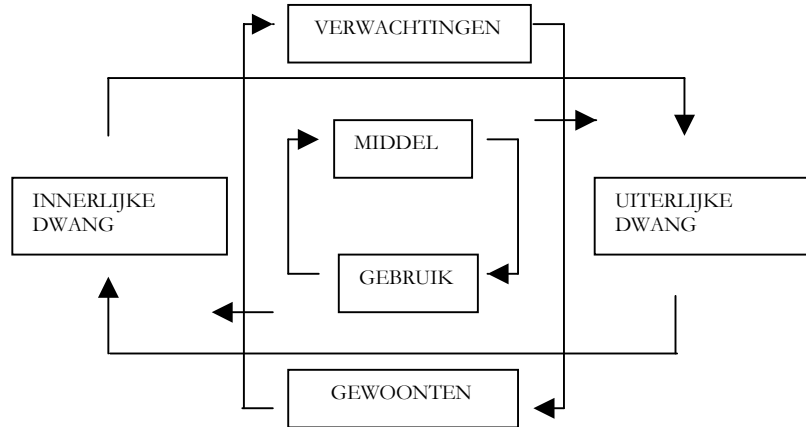 VERWACHTINGEN
MIDDEL
INNERLIJKE
DWANG
UITERLIJKE
DWANG
GEBRUIK
GEWOONTEN